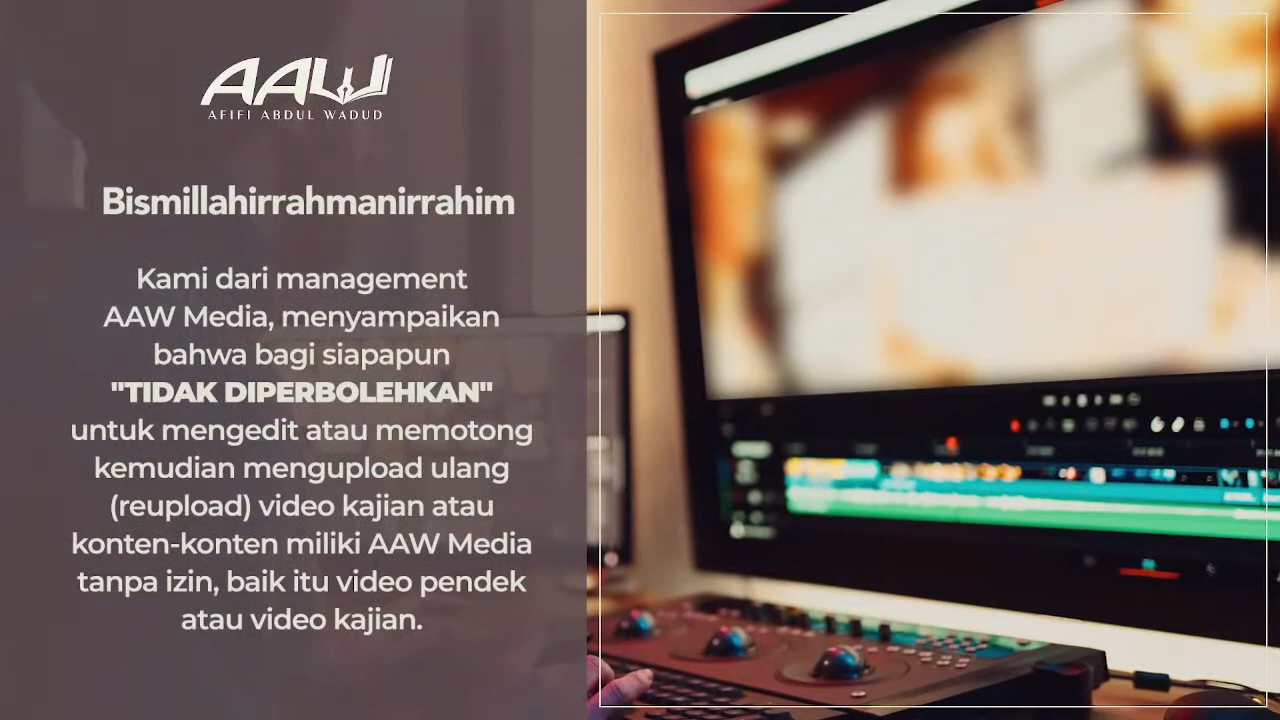 AAW
AFIFI ABDUL WADUD
Bismillahirrahmanirrahim
Kami dari management
AAW Media, menyampaikan
bahwa bagi siapapun
"TIDAK DIPERBOLEHKAN"
untuk mengedit atau memotong
kemudian mengupload ulang
(reupload) video kajian atau
konten-konten miliki AAW Media
tanpa izin, baik itu video pendek
atau video kajian.